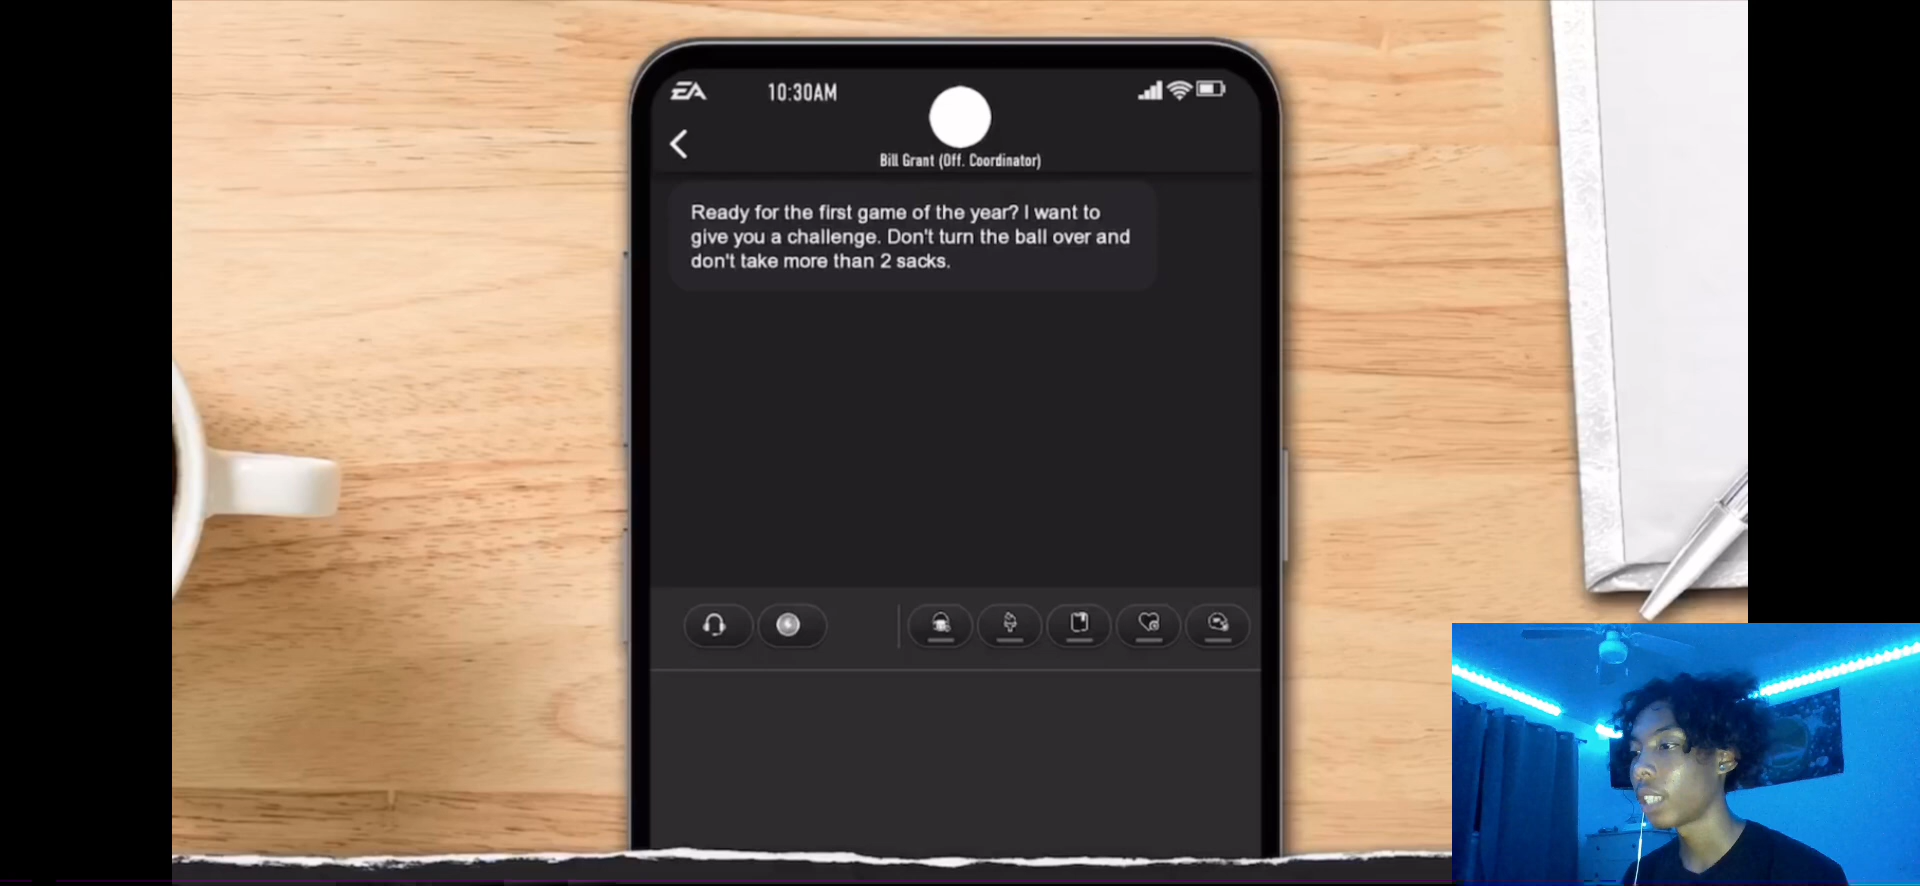 EA
10:30AM
Bill Grant (Off. Coordinator)
Ready for the first game of the year? I want to
give you a challenge. Don't turn the ball over and
don't take more than 2 sacks.